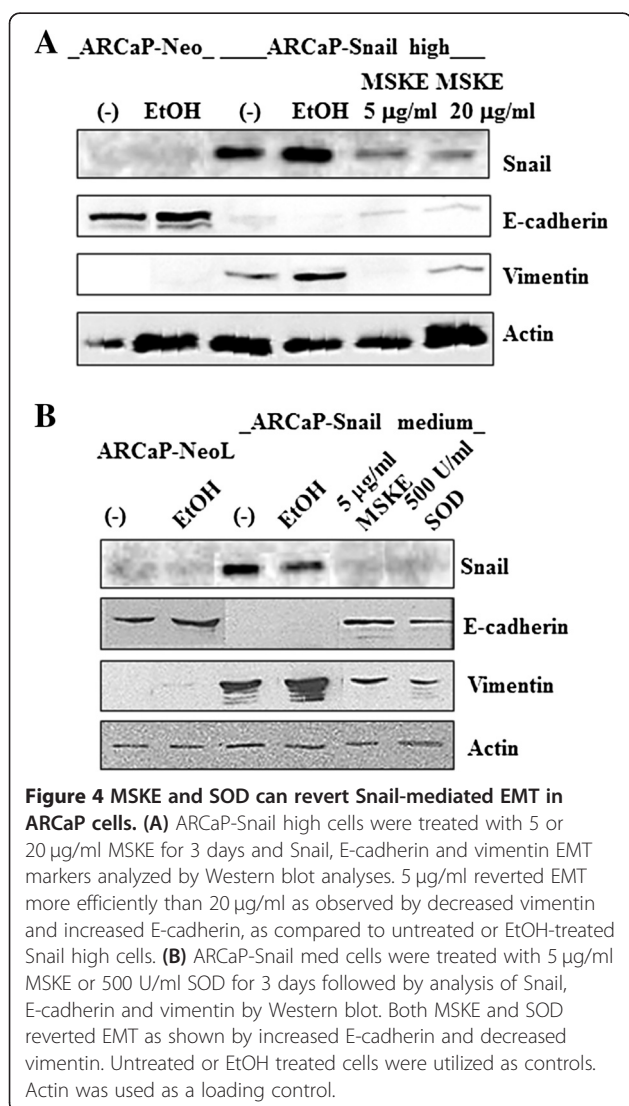 A _ARCaP-Neo_ ____ARCaP-Snail high___
MSKE MSKE
(-) EtOH (-) EtOH 5 µg/ml 20 µg/ml
Snail
E-cadherin
Vimentin
Actin
B _ARCaP-Snail medium_
ARCaP-NeoL
(-) EtOH (-) EtOH 5 µg/ml MSKE 500 U/ml SOD
Snail
E-cadherin
Vimentin
Actin
Figure 4 MSKE and SOD can revert Snail-mediated EMT in
ARCaP cells. (A) ARCaP-Snail high cells were treated with 5 or
20 µg/ml MSKE for 3 days and Snail, E-cadherin and vimentin EMT
markers analyzed by Western blot analyses. 5 µg/ml reverted EMT
more efficiently than 20 µg/ml as observed by decreased vimentin
and increased E-cadherin, as compared to untreated or EtOH-treated
Snail high cells. (B) ARCaP-Snail med cells were treated with 5 µg/ml
MSKE or 500 U/ml SOD for 3 days followed by analysis of Snail,
E-cadherin and vimentin by Western blot. Both MSKE and SOD
reverted EMT as shown by increased E-cadherin and decreased
vimentin. Untreated or EtOH treated cells were utilized as controls.
Actin was used as a loading control.